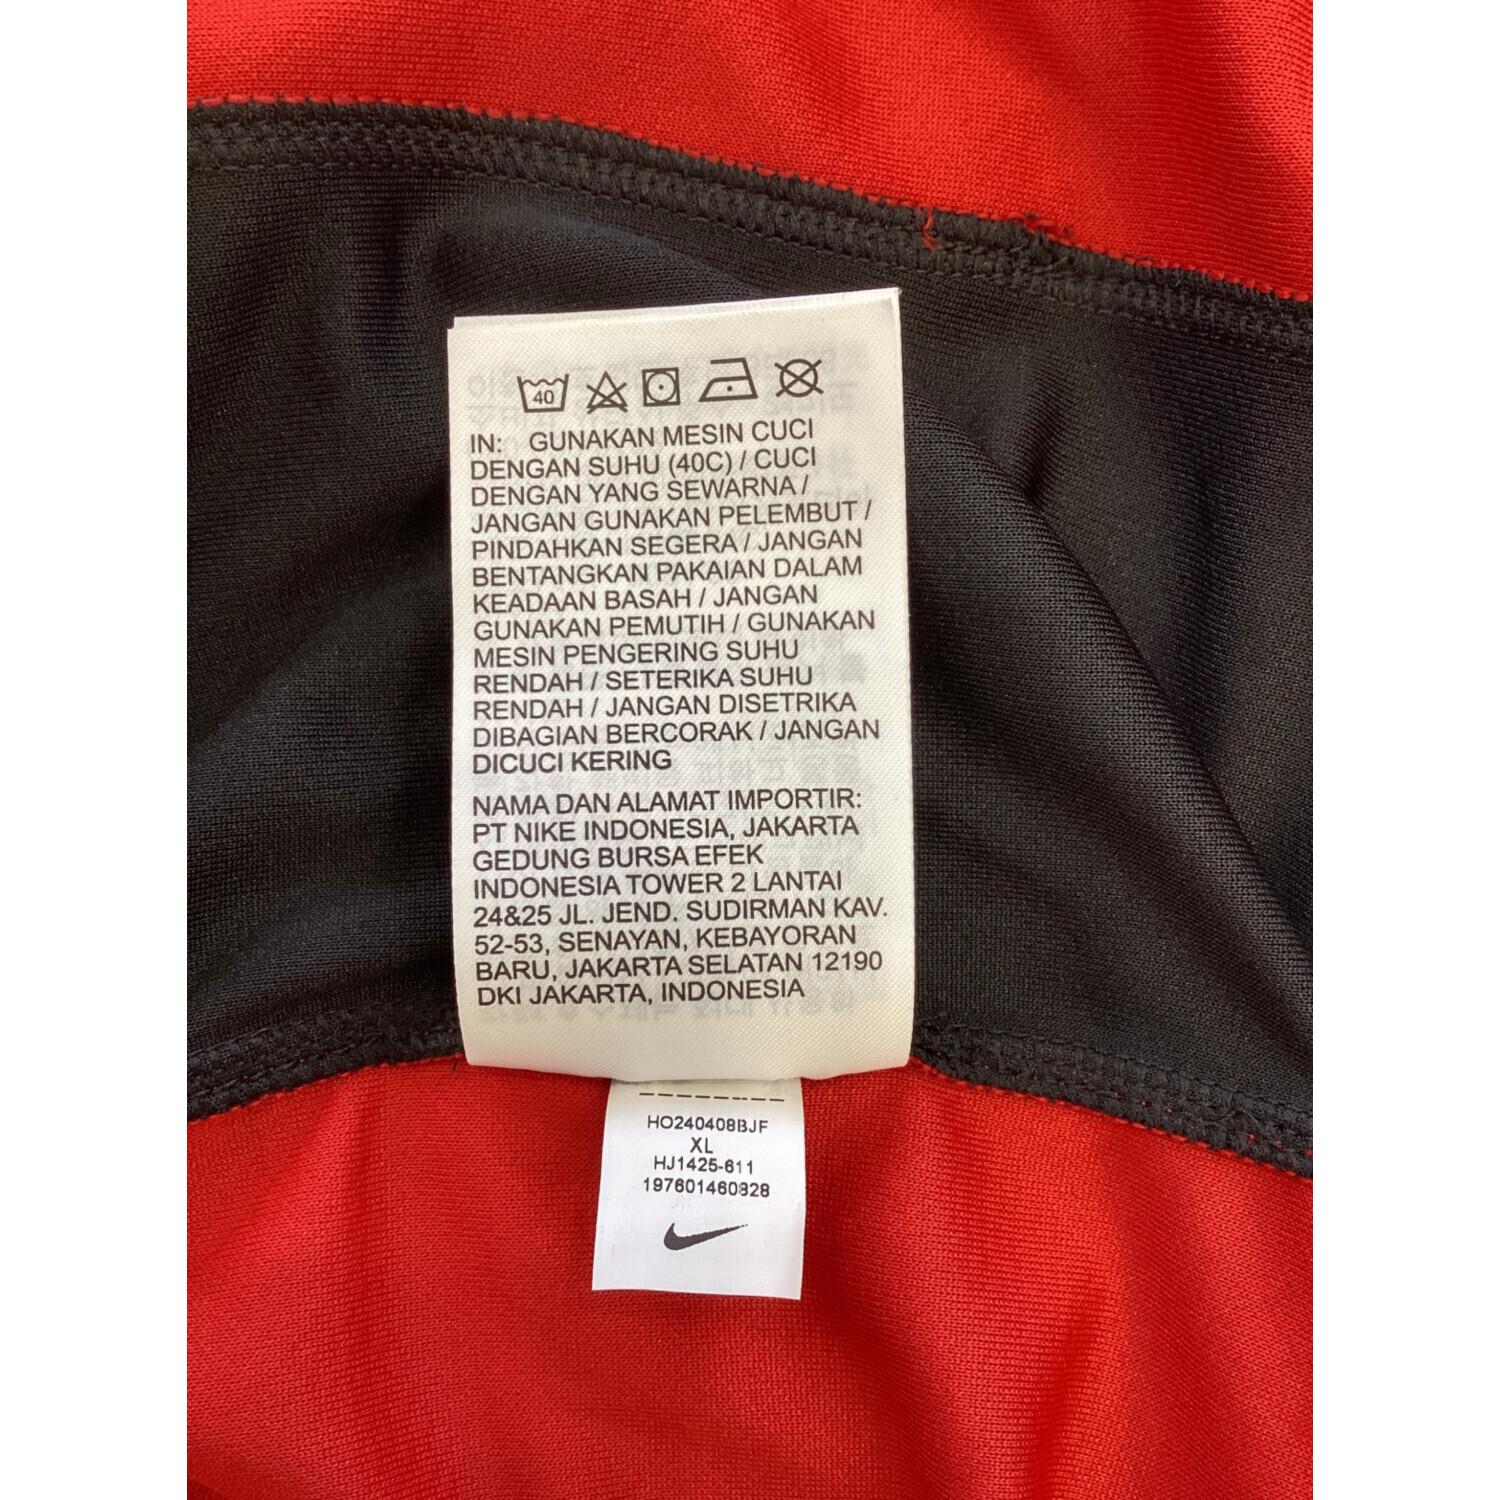 40
IN: GUNAKAN MESIN CUCI
DENGAN SUHU (40C) / CUCI
DENGAN YANG SEWARNA /
JANGAN GUNAKAN PELEMBUT /
PINDAHKAN SEGERA / JANGAN
BENTANGKAN PAKAIAN DALAM
KEADAAN BASAH / JANGAN
GUNAKAN PEMUTIH / GUNAKAN
MESIN PENGERING SUHU
RENDAH / SETERIKA SUHU
RENDAH / JANGAN DISETRIKA
DIBAGIAN BERCORAK / JANGAN
DICUCI KERING
NAMA DAN ALAMAT IMPORTIR:
PT NIKE INDONESIA, JAKARTA
GEDUNG BURSA EFEK
INDONESIA TOWER 2 LANTAI
24&25 JL. JEND. SUDIRMAN KAV.
52-53, SENAYAN, KEBAYORAN
BARU, JAKARTA SELATAN 12190
DKI JAKARTA, INDONESIA
HO240408BJF
XL
HJ1425-611
197601460828